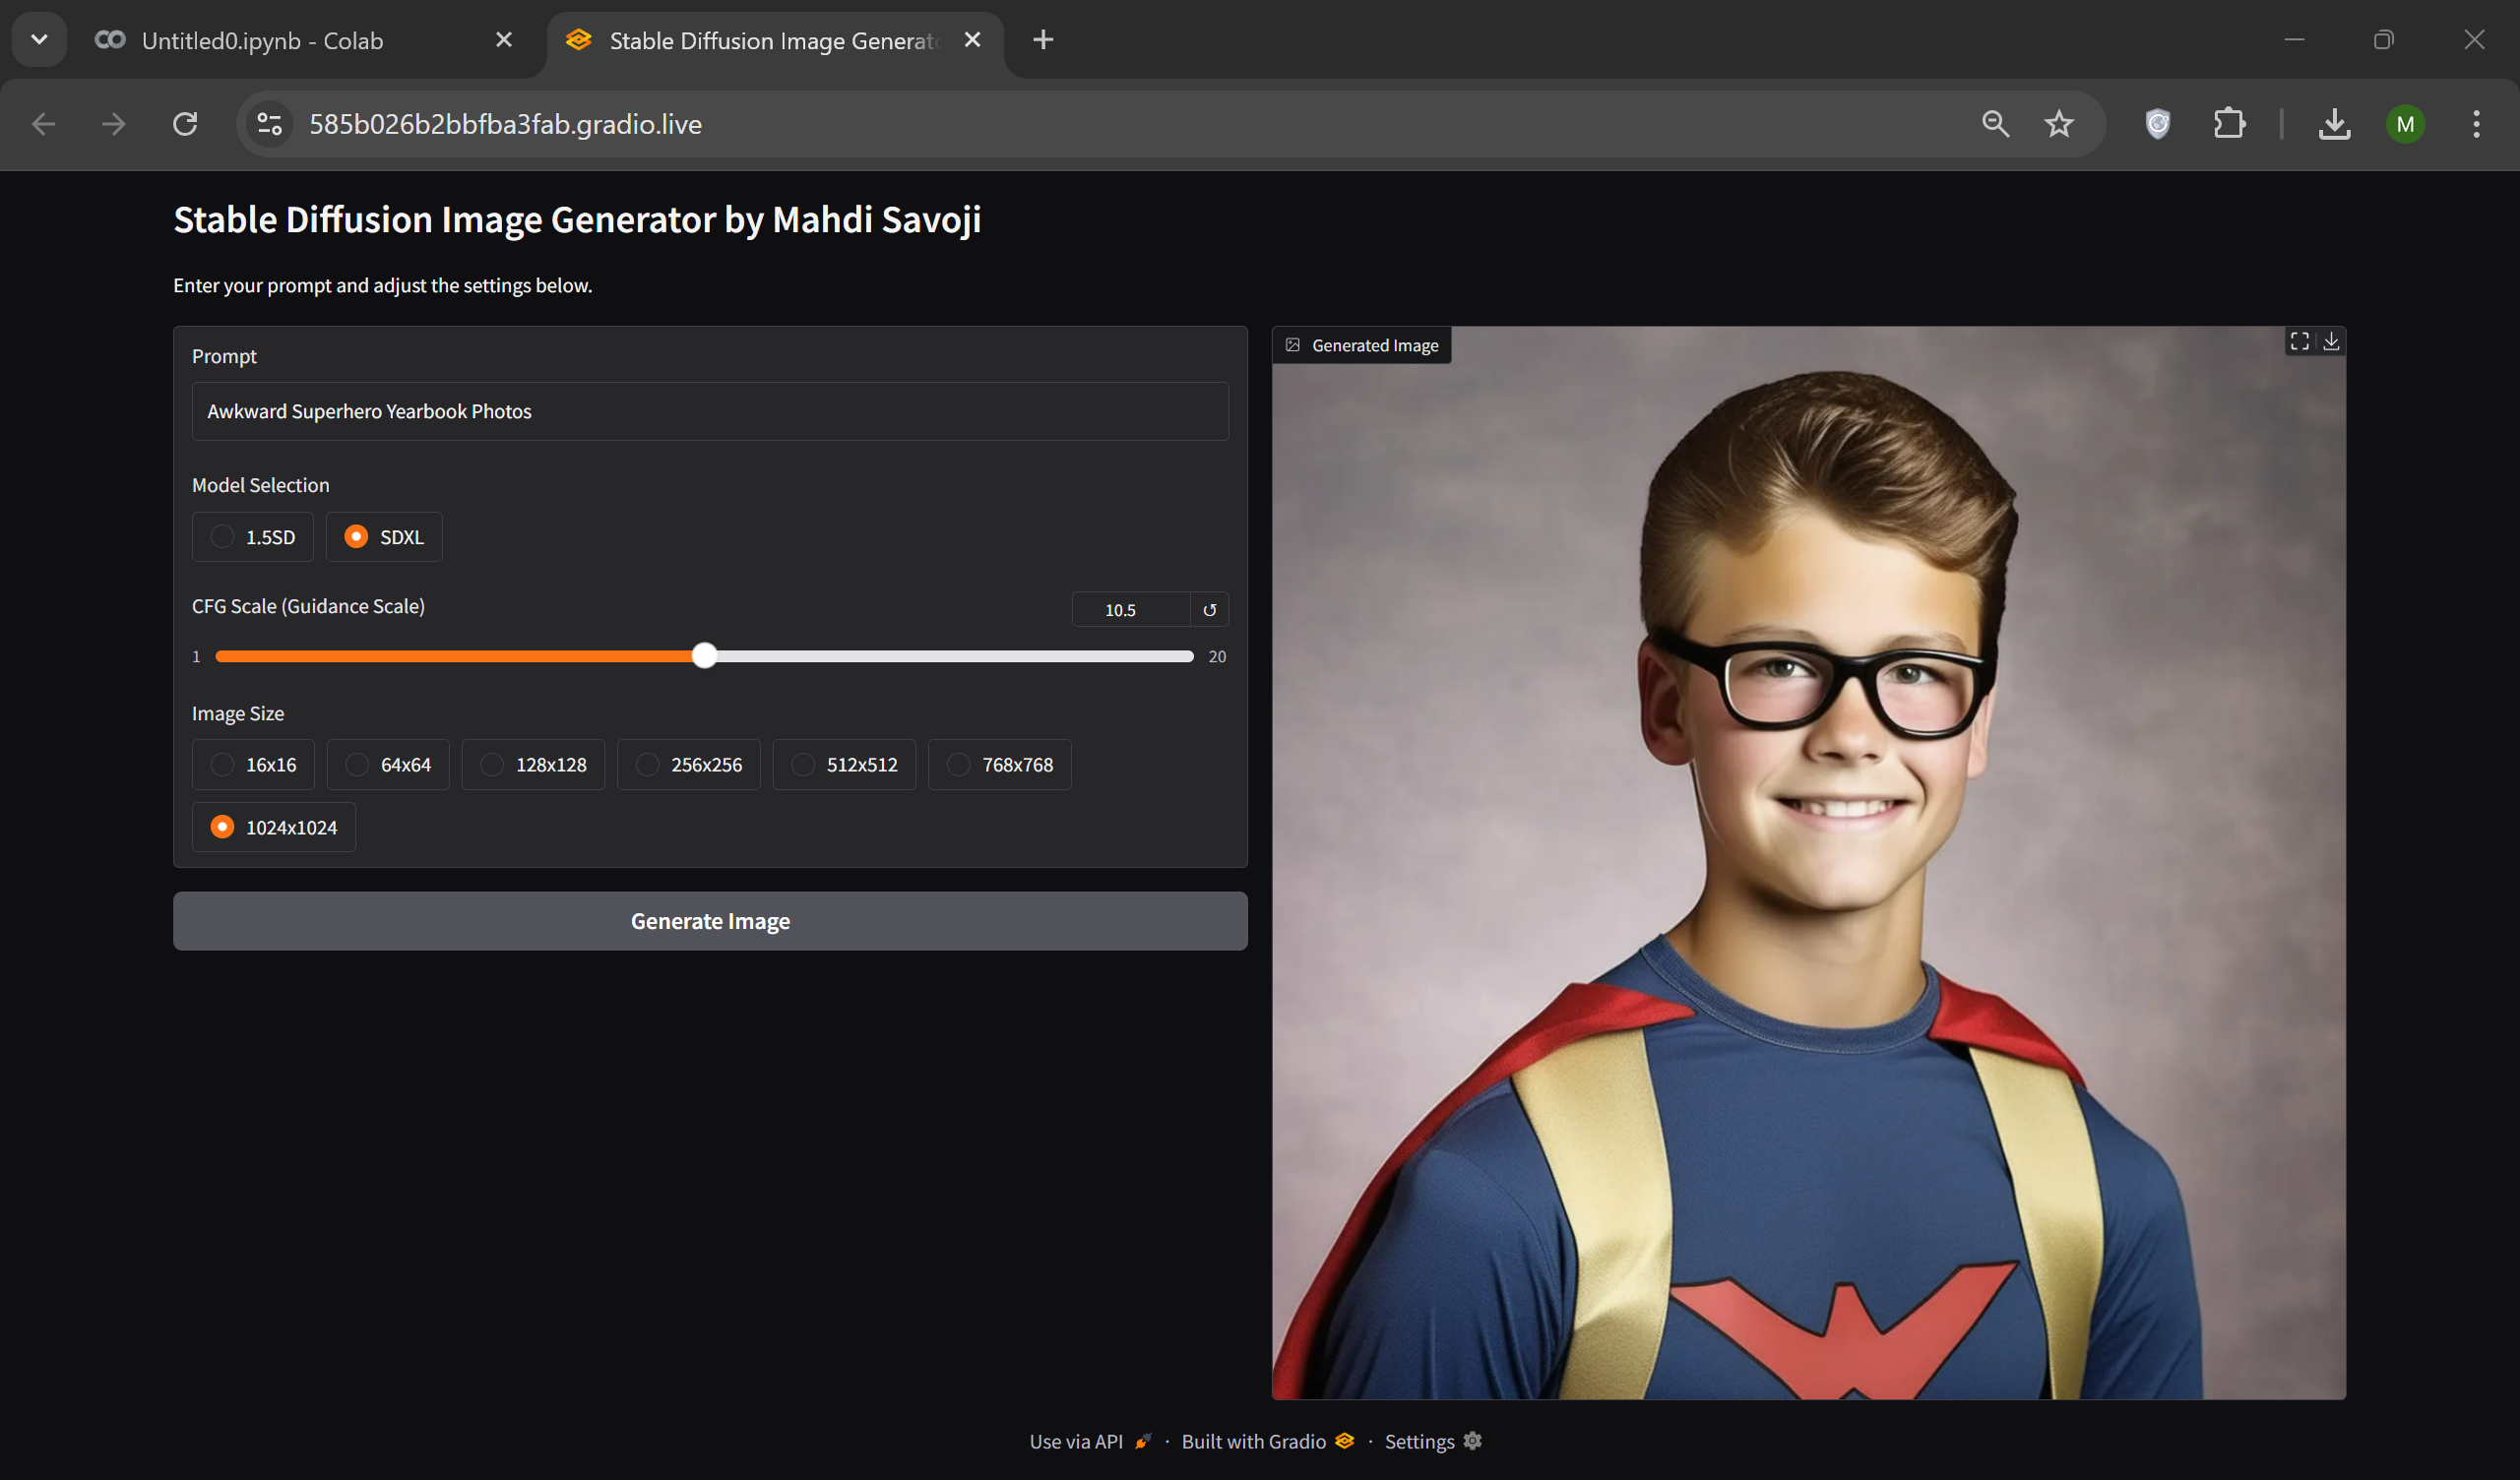 Untitled0.ipynb - Colab
Stable Diffusion Image Generat
585b026b2bbfba3fab.gradio.live
M
Stable Diffusion Image Generator by Mahdi Savoji
Enter your prompt and adjust the settings below.
Prompt
Awkward Superhero Yearbook Photos
Model Selection
1.5SD
SDXL
CFG Scale (Guidance Scale)
10.5
1
20
Image Size
16x16
64x64
128x128
256x256
512x512
768x768
1024x1024
Generate Image
Generated Image
Use via API · Built with Gradio · Settings